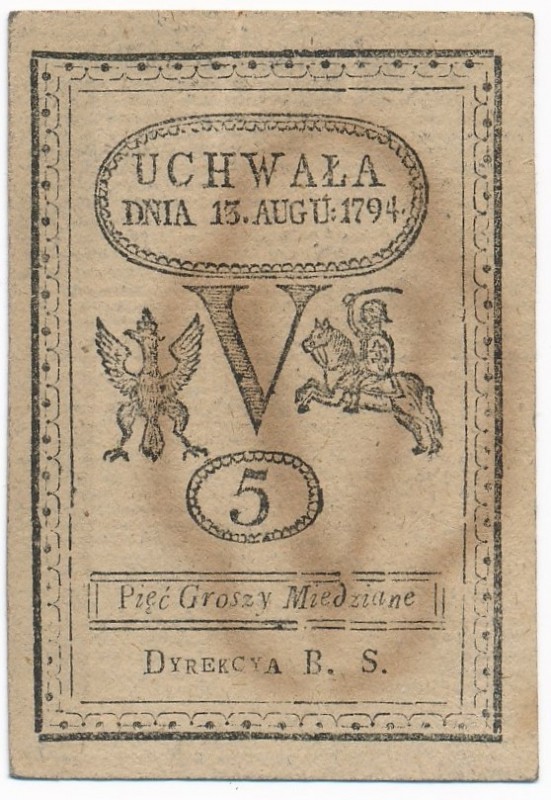 UCHWAŁA
DNIA 13. AUGU: 1794.
V
5
Pięć Groszy Miedziane
DYREKCYA B. S.